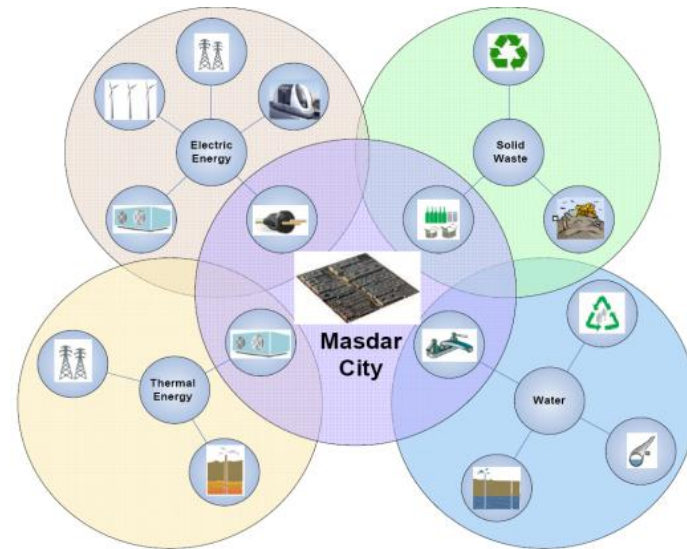 Electric
Energy
Solid
Waste
Masdar
City
Thermal
Energy
Water